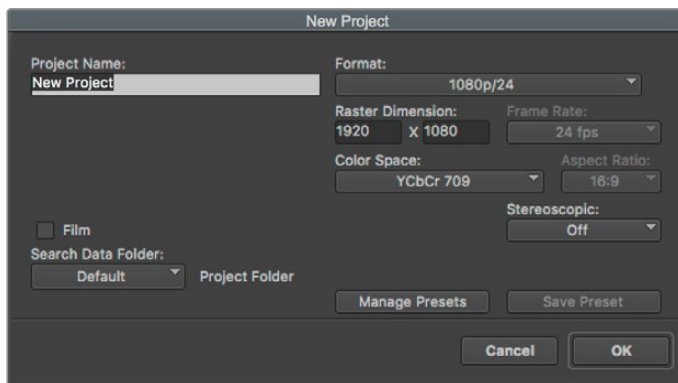 New Project
Project Name:
New Project
Format:
1080p/24
Raster Dimension:
Frame Rate:
1920 x 1080
24 fps
Color Space:
Aspect Ratio:
YCbCr 709
16:9
Stereoscopic:
Film
Off
Search Data Folder:
Default
Project Folder
Manage Presets
Save Preset
Cancel
OK